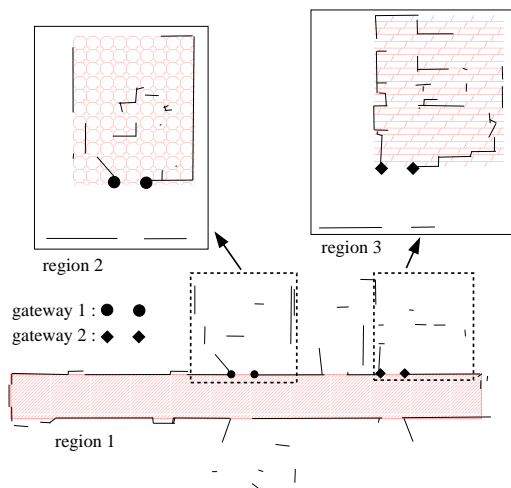 region 2
region 3
gateway 1 :
gateway 2 :
region 1